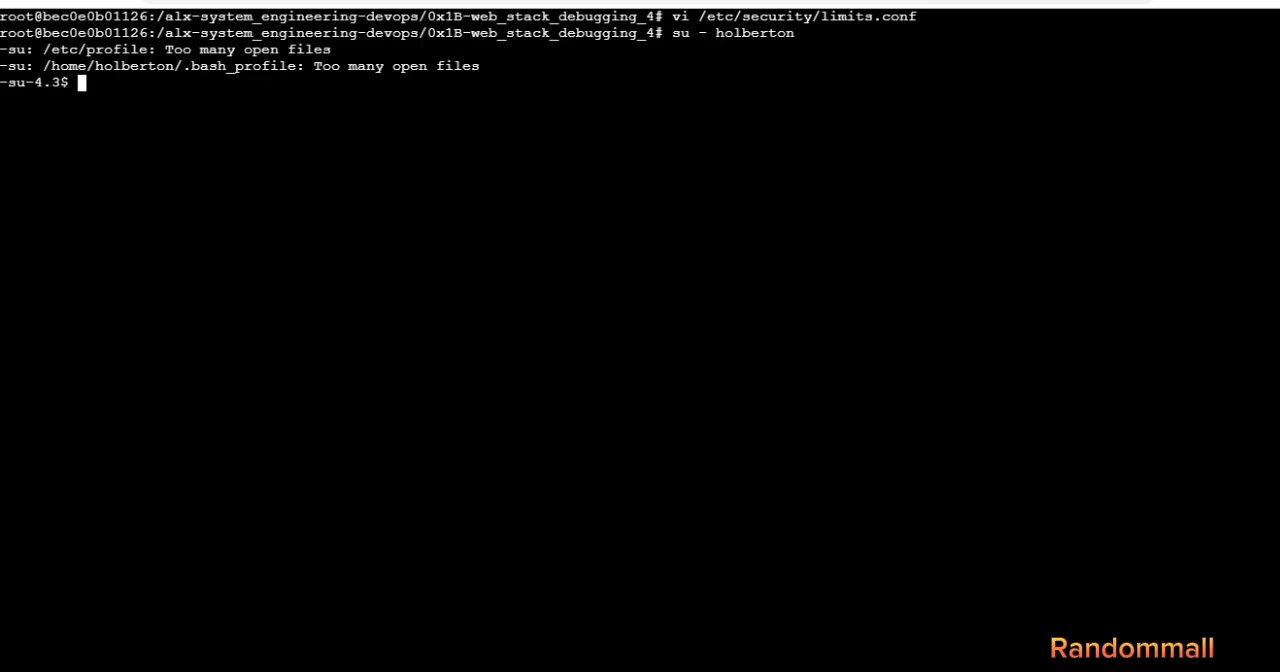 root@bec0e0b01126:/alx-system_engineering-devops/0x1B-web_stack_debugging_4# vi /etc/security/limits.conf
root@bec0e0b01126:/alx-system_engineering-devops/0x1B-web_stack_debugging_4# su - holberton
-su: /etc/profile: Too many open files
-su: /home/holberton/.bash_profile: Too many open files
-su-4.3$
Randommall